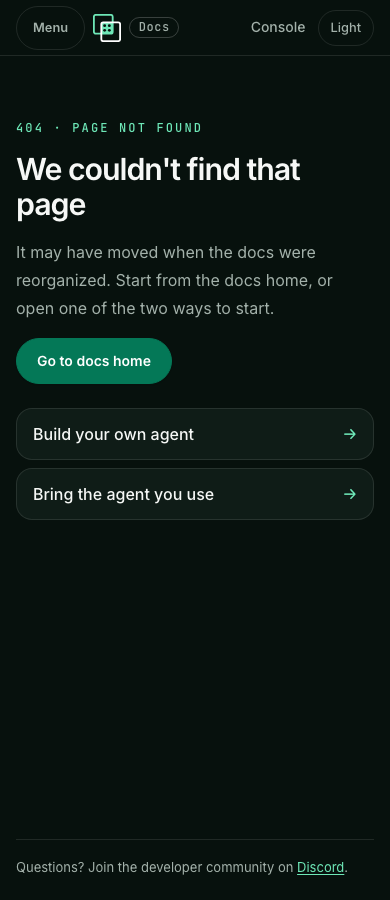 Menu
Docs
Console
Light
404 · PAGE NOT FOUND
We couldn't find that
page
It may have moved when the docs were
reorganized. Start from the docs home, or
open one of the two ways to start.
Go to docs home
Build your own agent →
Bring the agent you use →
Questions? Join the developer community on Discord.